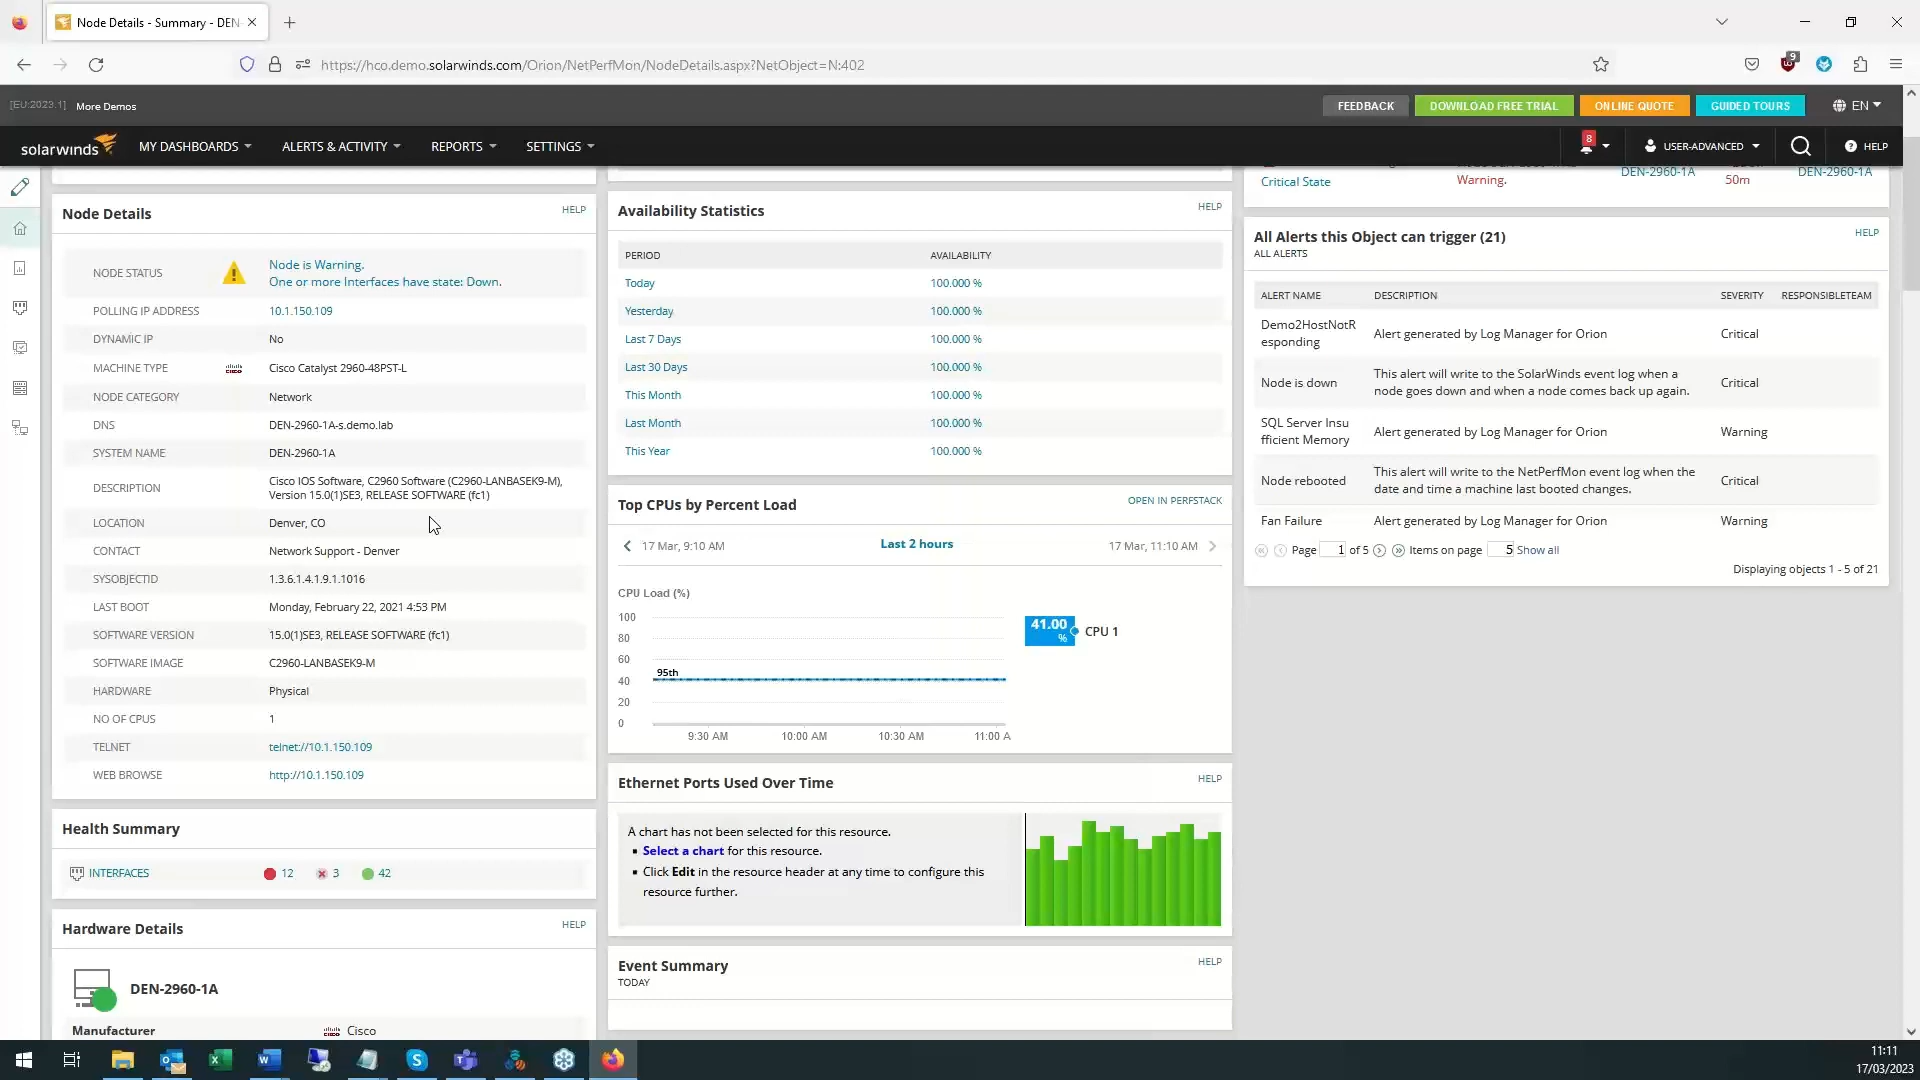 Node Details - Summary - DEN
https://hco.demo.solarwinds.com/Orion/NetPerfMon/NodeDetails.aspx?NetObject=N:402
9
[EU:2023.1] More Demos
FEEDBACK
DOWNLOAD FREE TRIAL
ONLINE QUOTE
GUIDED TOURS
EN
solarwinds
MY DASHBOARDS
ALERTS & ACTIVITY
REPORTS
SETTINGS
8
USER-ADVANCED
HELP
Node Details
HELP
NODE STATUS
Node is Warning.
One or more Interfaces have state: Down.
POLLING IP ADDRESS 10.1.150.109
DYNAMIC IP No
MACHINE TYPE Cisco Catalyst 2960-48PST-L
NODE CATEGORY Network
DNS DEN-2960-1A-s.demo.lab
SYSTEM NAME DEN-2960-1A
DESCRIPTION
Cisco IOS Software, C2960 Software (C2960-LANBASEK9-M),
Version 15.0(1)SE3, RELEASE SOFTWARE (fc1)
LOCATION Denver, CO
CONTACT Network Support - Denver
SYSOBJECTID 1.3.6.1.4.1.9.1.1016
LAST BOOT Monday, February 22, 2021 4:53 PM
SOFTWARE VERSION 15.0(1)SE3, RELEASE SOFTWARE (fc1)
SOFTWARE IMAGE C2960-LANBASEK9-M
HARDWARE Physical
NO OF CPUS 1
TELNET telnet://10.1.150.109
WEB BROWSE http://10.1.150.109
Health Summary
INTERFACES 12 3 42
Hardware Details
HELP
DEN-2960-1A
Manufacturer Cisco
Availability Statistics
HELP
PERIOD AVAILABILITY
Today 100.000 %
Yesterday 100.000 %
Last 7 Days 100.000 %
Last 30 Days 100.000 %
This Month 100.000 %
Last Month 100.000 %
This Year 100.000 %
Top CPUs by Percent Load
OPEN IN PERFSTACK
17 Mar, 9:10 AM Last 2 hours 17 Mar, 11:10 AM
CPU Load (%)
100
80
60
40
20
0
95th
9:30 AM 10:00 AM 10:30 AM 11:00 A
41.00
%
CPU 1
Ethernet Ports Used Over Time
HELP
A chart has not been selected for this resource.
Select a chart for this resource.
Click Edit in the resource header at any time to configure this
resource further.
Event Summary
HELP
TODAY
Critical State
Warning.
DEN-2960-1A
50m
DEN-2960-1A
All Alerts this Object can trigger (21)
HELP
ALL ALERTS
ALERT NAME DESCRIPTION SEVERITY RESPONSIBLETEAM
Demo2HostNotR
esponding
Alert generated by Log Manager for Orion
Critical
Node is down
This alert will write to the SolarWinds event log when a
node goes down and when a node comes back up again.
Critical
SQL Server Insu
fficient Memory
Alert generated by Log Manager for Orion
Warning
Node rebooted
This alert will write to the NetPerfMon event log when the
date and time a machine last booted changes.
Critical
Fan Failure
Alert generated by Log Manager for Orion
Warning
Page 1 of 5 Items on page 5 Show all
Displaying objects 1 - 5 of 21
11:11
17/03/2023